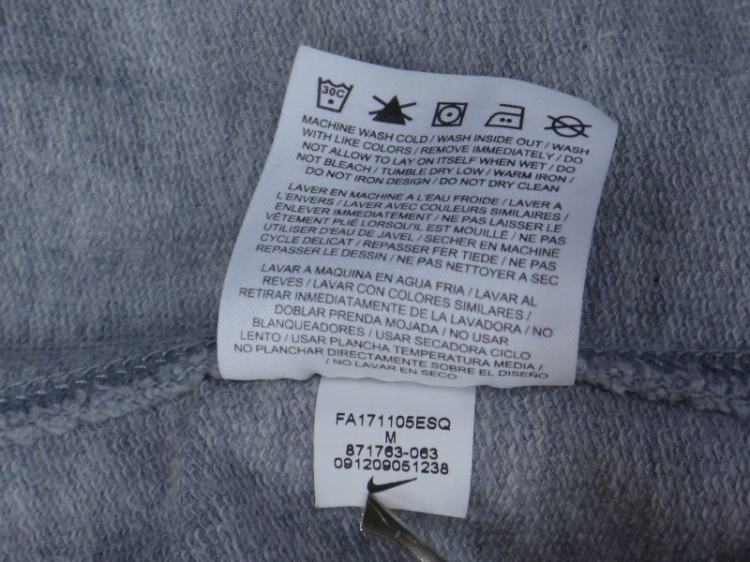 30C
MACHINE WASH COLD / WASH INSIDE OUT / WASH
WITH LIKE COLORS / REMOVE IMMEDIATELY / DO
NOT ALLOW TO LAY ON ITSELF WHEN WET / DO
NOT BLEACH / TUMBLE DRY LOW / WARM IRON /
DO NOT IRON DESIGN / DO NOT DRY CLEAN
LAVER EN MACHINE A L'EAU FROIDE / LAVER A
L'ENVERS / LAVER AVEC COULEURS SIMILAIRES /
ENLEVER IMMEDIATEMENT / NE PAS LAISSER LE
VÊTEMENT PLIÉ LORSQU'IL EST MOUILLÉ / NE PAS
UTILISER D'EAU DE JAVEL / SECHER EN MACHINE
CYCLE DELICAT / REPASSER FER TIEDE / NE PAS
REPASSER LE DESSIN / NE PAS NETTOYER A SEC
LAVAR A MAQUINA EN AGUA FRIA / LAVAR AL
REVES / LAVAR CON COLORES SIMILARES /
RETIRAR INMEDIATAMENTE DE LA LAVADORA / NO
DOBLAR PRENDA MOJADA / NO USAR
BLANQUEADORES / USAR SECADORA CICLO
LENTO / USAR PLANCHA TEMPERATURA MEDIA /
NO PLANCHAR DIRECTAMENTE SOBRE EL DISEÑO
/ NO LAVAR EN SECO
FA171105ESQ
M
871763-063
091209051238